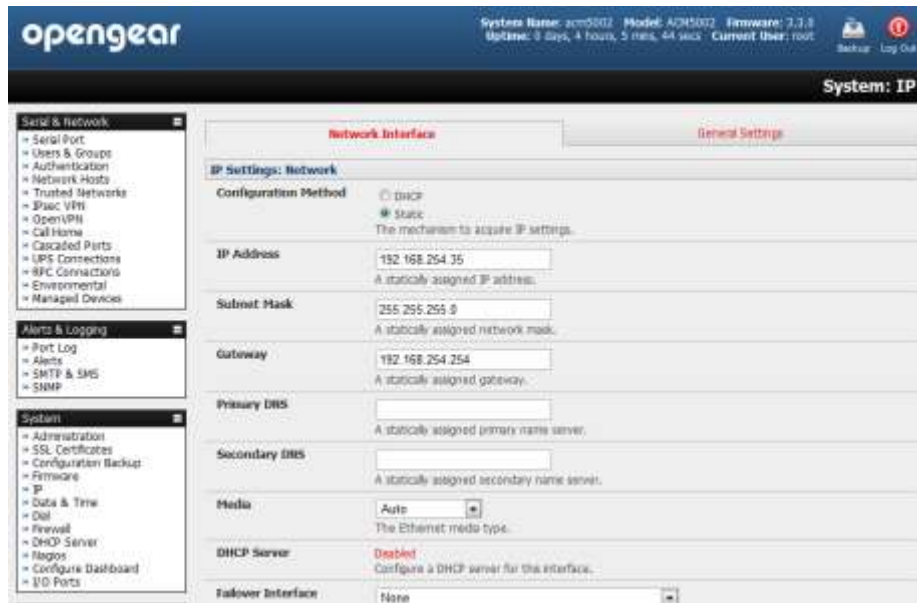 opengear
System Name: acm5002 Model: ACM5002 Firmware: 3.3.0
Uptime: 0 days, 4 hours, 5 mins, 44 secs Current User: root
Backup Log Out
System: IP
Serial & Network
Serial Port
Users & Groups
Authentication
Network Hosts
Trusted Networks
IPsec VPN
OpenVPN
Call Home
Cascaded Ports
UPS Connections
RPC Connections
Environmental
Managed Devices
Alerts & Logging
Port Log
Alerts
SMTP & SMS
SNMP
System
Administration
SSL Certificates
Configuration Backup
Firmware
IP
Date & Time
Dial
Firewall
DHCP Server
Nagios
Configure Dashboard
I/O Ports
Network Interface
General Settings
IP Settings: Network
Configuration Method
DHCP
Static
The mechanism to acquire IP settings.
IP Address
192.168.254.35
A statically assigned IP address.
Subnet Mask
255.255.255.0
A statically assigned network mask.
Gateway
192.168.254.254
A statically assigned gateway.
Primary DNS
A statically assigned primary name server.
Secondary DNS
A statically assigned secondary name server.
Media
Auto
The Ethernet media type.
DHCP Server
Disabled
Configure a DHCP server for this interface.
Failover Interface
None